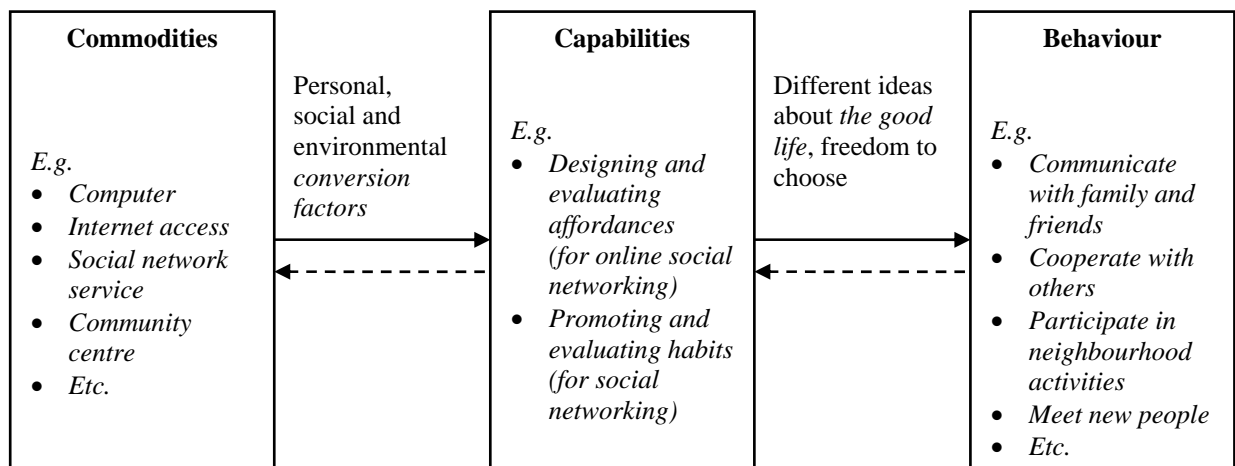 Commodities
E.g.
• Computer
• Internet access
• Social network
service
• Community
centre
• Etc.
Personal,
social and
environmental
conversion
factors
Capabilities
E.g.
• Designing and
evaluating
affordances
(for online social
networking)
• Promoting and
evaluating habits
(for social
networking)
Different ideas
about the good
life, freedom to
choose
Behaviour
E.g.
• Communicate
with family and
friends
• Cooperate with
others
• Participate in
neighbourhood
activities
• Meet new people
• Etc.